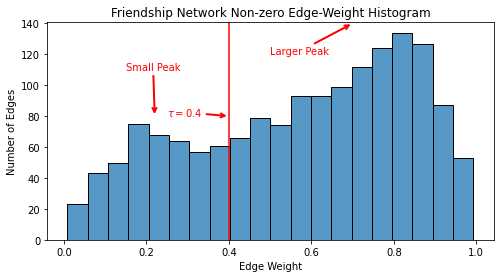 Friendship Network Non-zero Edge-Weight Histogram
140
120
100
80
60
40
20
0
Number of Edges
Small Peak
Larger Peak
τ = 0.4
0.0 0.2 0.4 0.6 0.8 1.0
Edge Weight